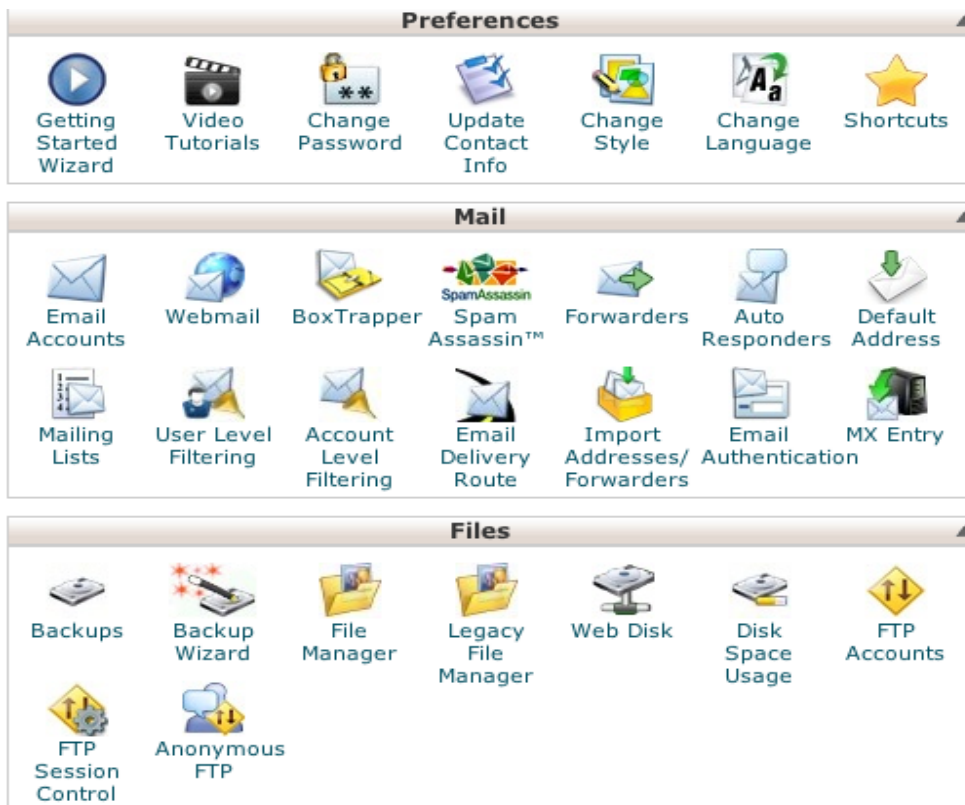 Preferences
Getting Started Wizard
Video Tutorials
Change Password
Update Contact Info
Change Style
Change Language
Shortcuts
Mail
Email Accounts
Webmail
BoxTrapper
SpamAssassin
Spam Assassin™
Forwarders
Auto Responders
Default Address
Mailing Lists
User Level Filtering
Account Level Filtering
Email Delivery Route
Import Addresses/ Forwarders
Email Authentication
MX Entry
Files
Backups
Backup Wizard
File Manager
Legacy File Manager
Web Disk
Disk Space Usage
FTP Accounts
FTP Session Control
Anonymous FTP